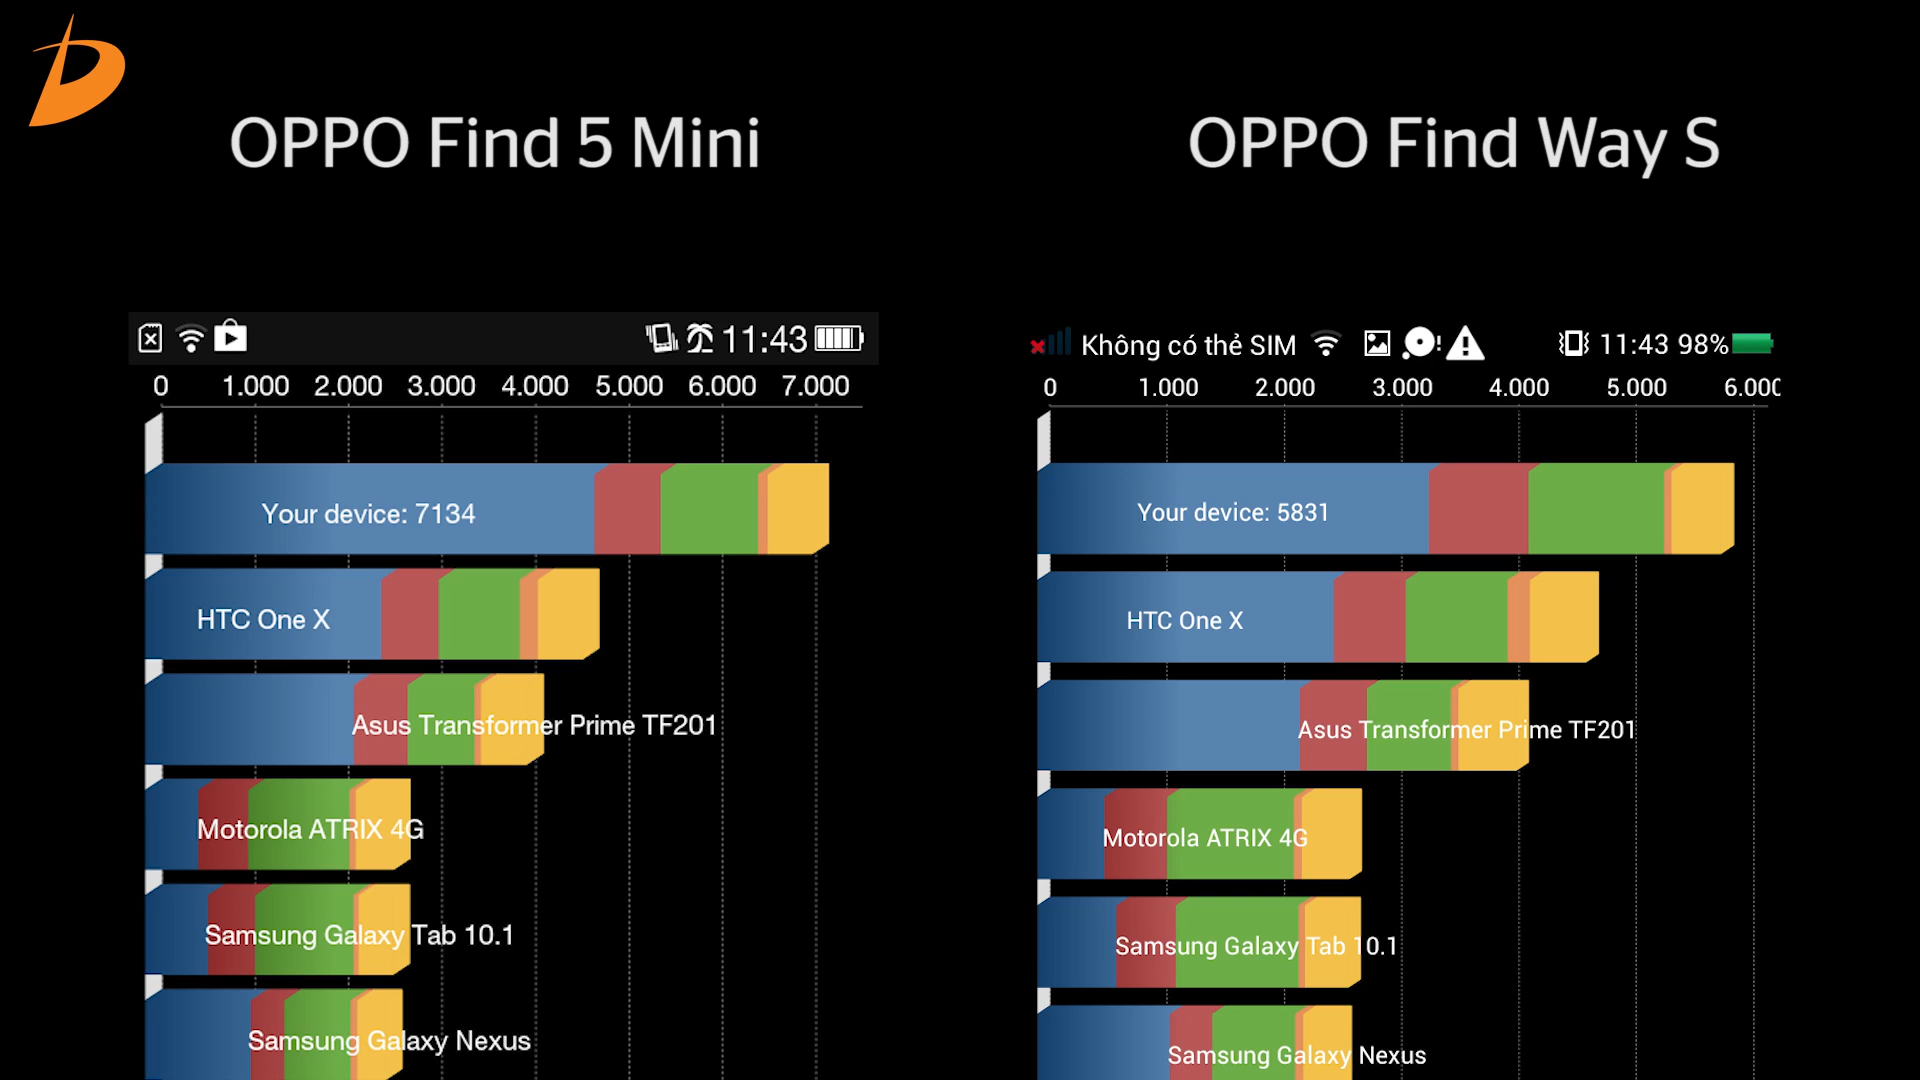 OPPO Find 5 Mini
11:43
0 1.000 2.000 3.000 4.000 5.000 6.000 7.000
Your device: 7134
HTC One X
Asus Transformer Prime TF201
Motorola ATRIX 4G
Samsung Galaxy Tab 10.1
Samsung Galaxy Nexus
OPPO Find Way S
Không có thẻ SIM 11:43 98%
0 1.000 2.000 3.000 4.000 5.000 6.000
Your device: 5831
HTC One X
Asus Transformer Prime TF201
Motorola ATRIX 4G
Samsung Galaxy Tab 10.1
Samsung Galaxy Nexus